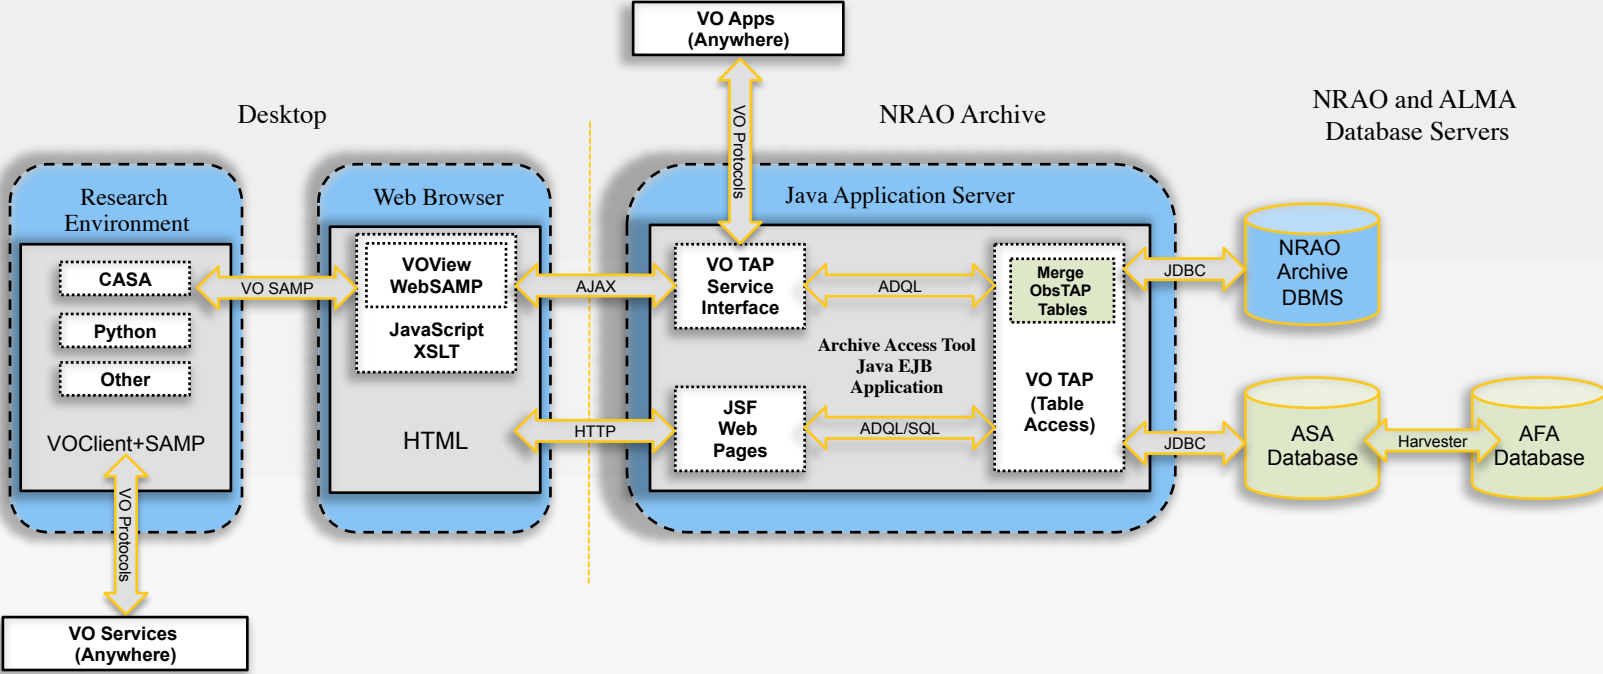 VO Apps
(Anywhere)
VO Protocols
Desktop
NRAO Archive
NRAO and ALMA
Database Servers
Research
Environment
CASA
Python
Other
VOClient+SAMP
VO Protocols
VO Services
(Anywhere)
VO SAMP
Web Browser
VOView
WebSAMP
JavaScript
XSLT
HTML
AJAX
HTTP
Java Application Server
VO TAP
Service
Interface
ADQL
Archive Access Tool
Java EJB
Application
JSF
Web
Pages
ADQL/SQL
Merge
ObsTAP
Tables
VO TAP
(Table
Access)
JDBC
NRAO
Archive
DBMS
JDBC
ASA
Database
Harvester
AFA
Database